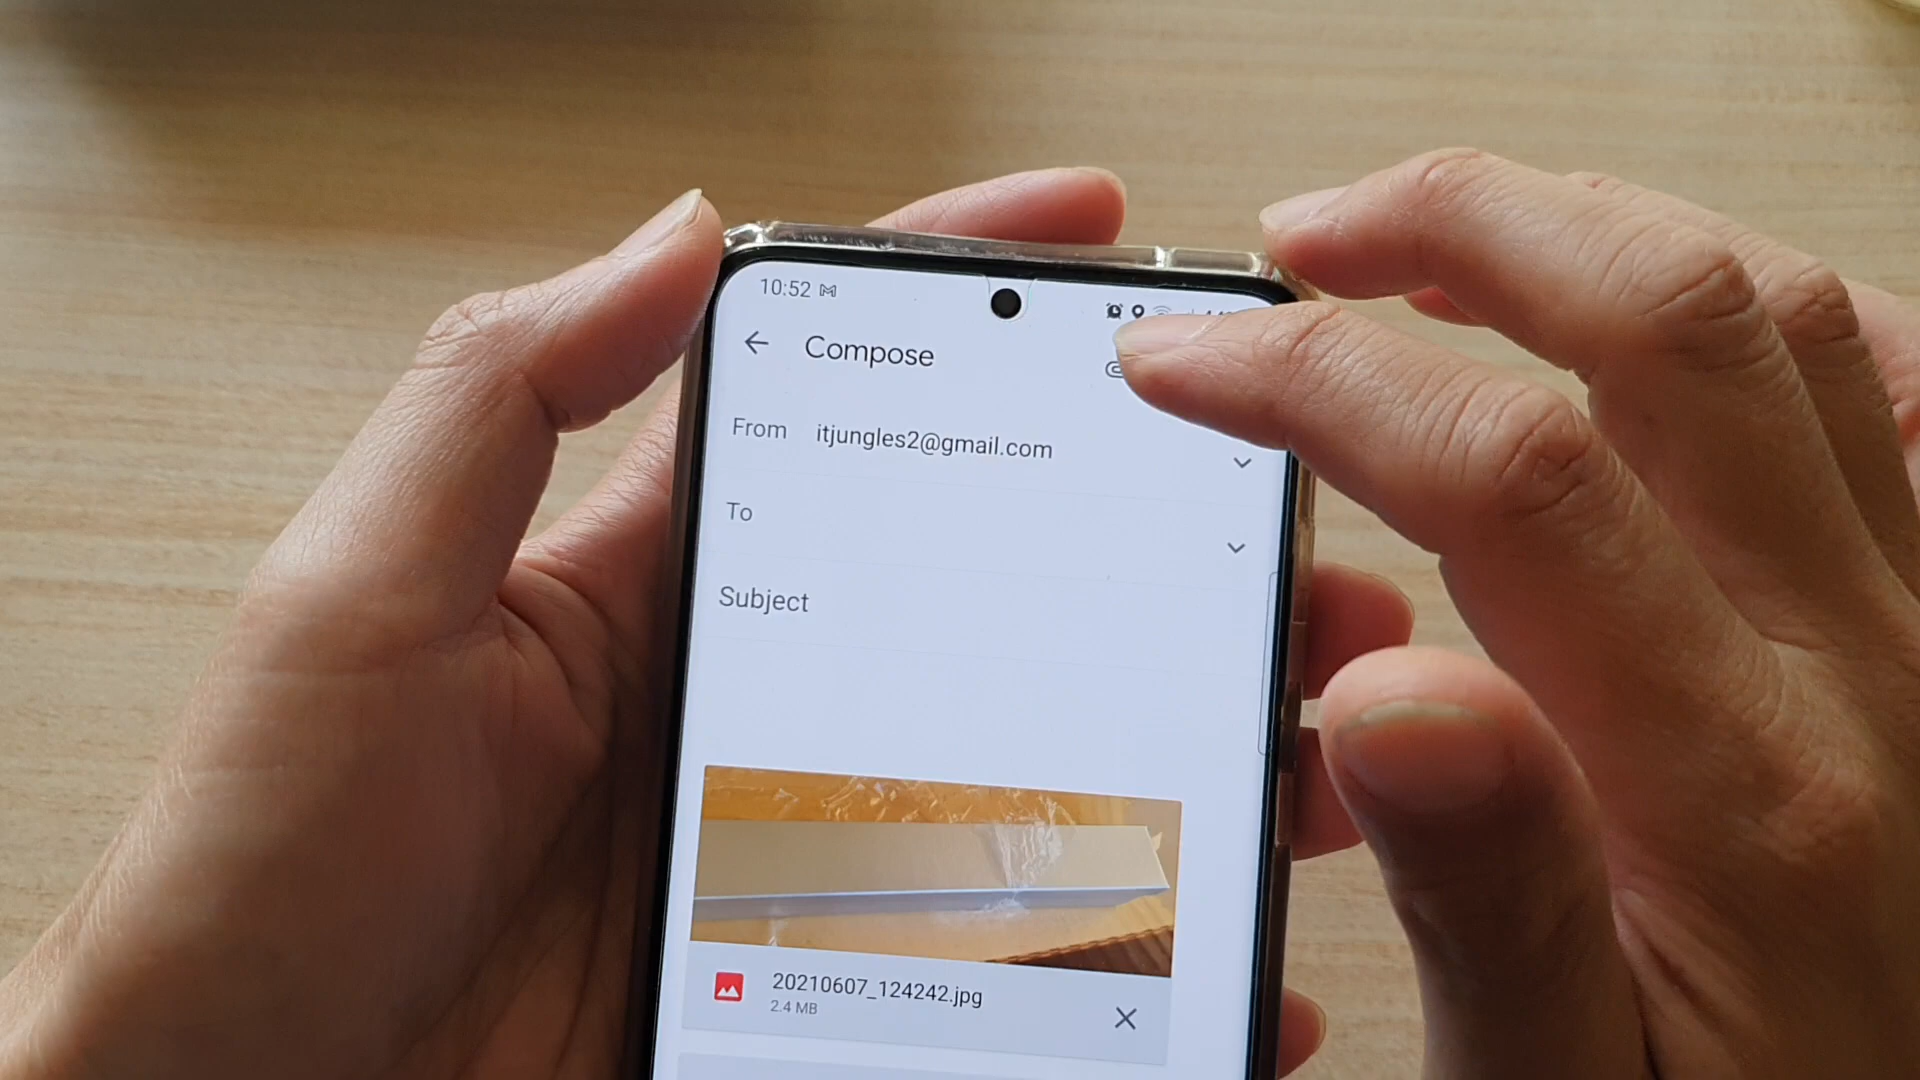 10:52
Compose
From itjungles2@gmail.com
To
Subject
20210607_124242.jpg
2.4 MB